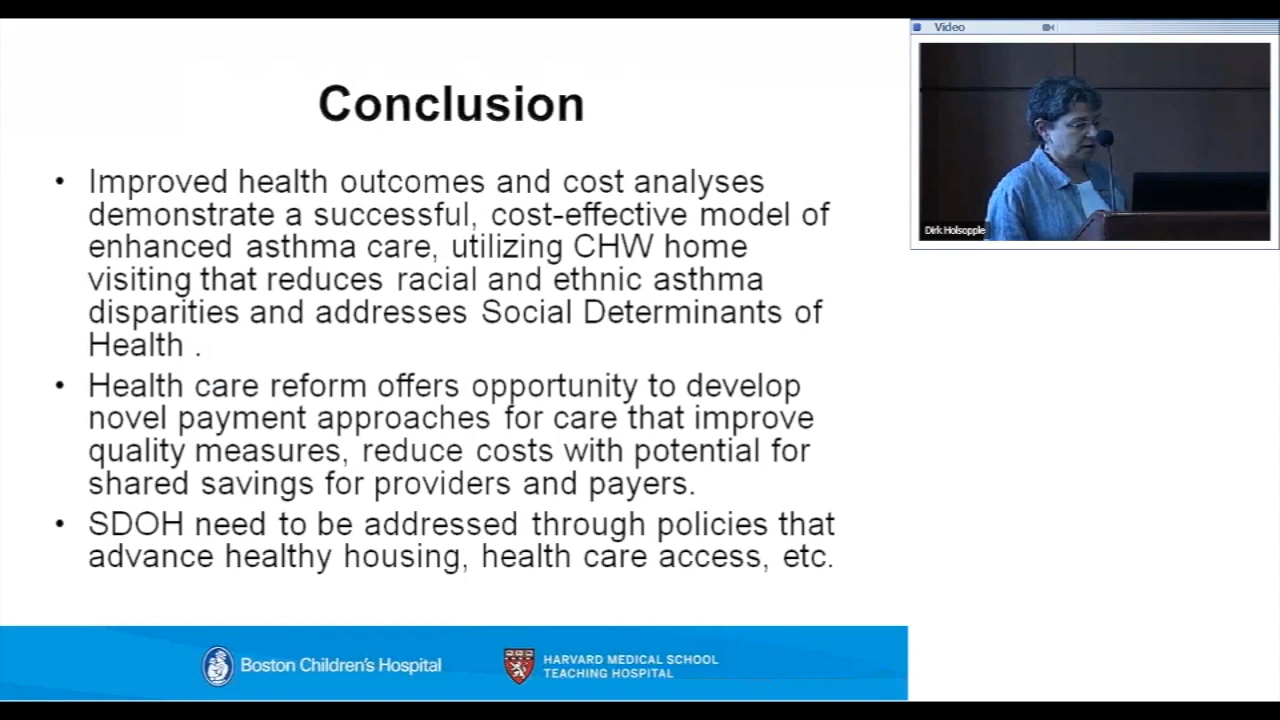 Conclusion
• Improved health outcomes and cost analyses
demonstrate a successful, cost-effective model of
enhanced asthma care, utilizing CHW home
visiting that reduces racial and ethnic asthma
disparities and addresses Social Determinants of
Health .
• Health care reform offers opportunity to develop
novel payment approaches for care that improve
quality measures, reduce costs with potential for
shared savings for providers and payers.
• SDOH need to be addressed through policies that
advance healthy housing, health care access, etc.
Boston Children's Hospital
HARVARD MEDICAL SCHOOL
TEACHING HOSPITAL
Video
Dirk Holsopple